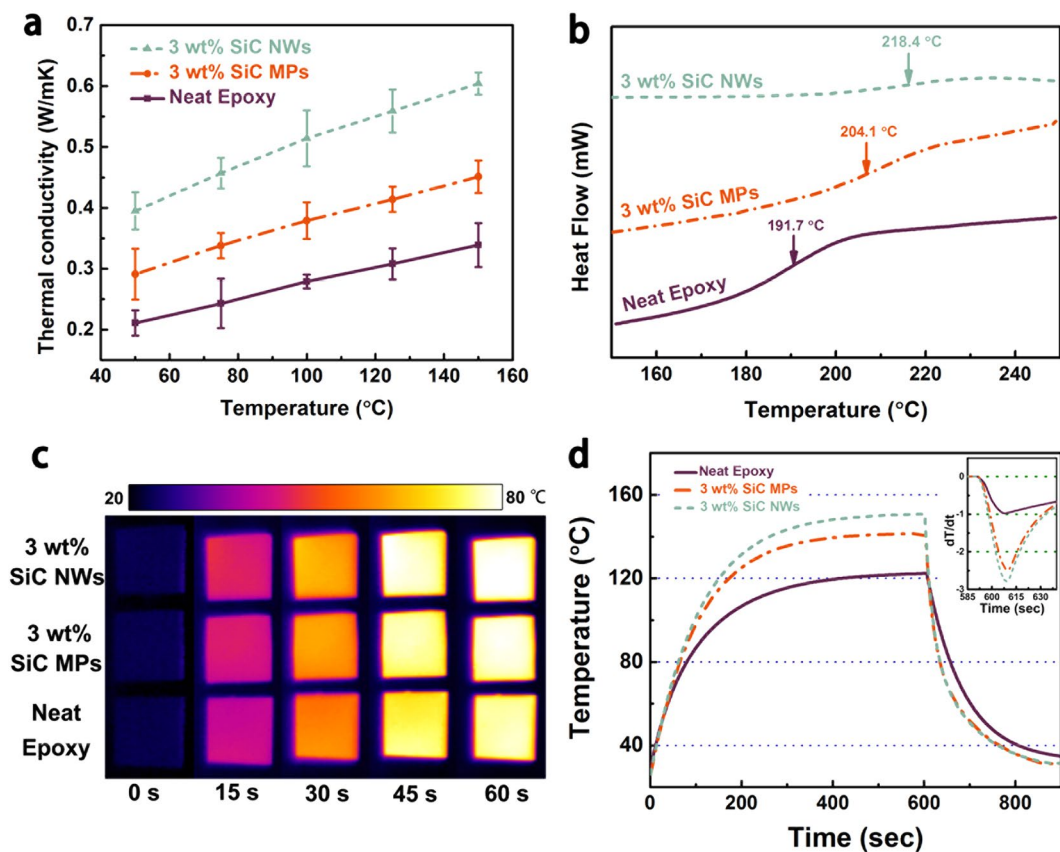 a
Thermal conductivity (W/mK)
0.7
0.6
0.5
0.4
0.3
0.2
3 wt% SiC NWs
3 wt% SiC MPs
Neat Epoxy
40 60 80 100 120 140 160
Temperature (°C)
b
Heat Flow (mW)
218.4 °C
3 wt% SiC NWs
204.1 °C
3 wt% SiC MPs
191.7 °C
Neat Epoxy
160 180 200 220 240
Temperature (°C)
c
20 80 ℃
3 wt%
SiC NWs
3 wt%
SiC MPs
Neat
Epoxy
0 s 15 s 30 s 45 s 60 s
d
Temperature (°C)
160
120
80
40
Neat Epoxy
3 wt% SiC MPs
3 wt% SiC NWs
dT/dt
0
-1
-2
-3
585 600 615 630
Time (sec)
0 200 400 600 800
Time (sec)